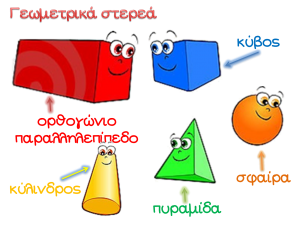 Γεωμετρικά στερεά
κύβος
ορθογώνιο
παραλληλεπίπεδο
κύλινδρος
πυραμίδα
σφαίρα